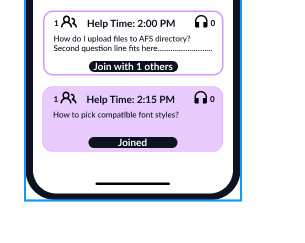 1 Help Time: 2:00 PM 0
How do I upload files to AFS directory?
Second question line fits here............................
Join with 1 others
1 Help Time: 2:15 PM 0
How to pick compatible font styles?
Joined